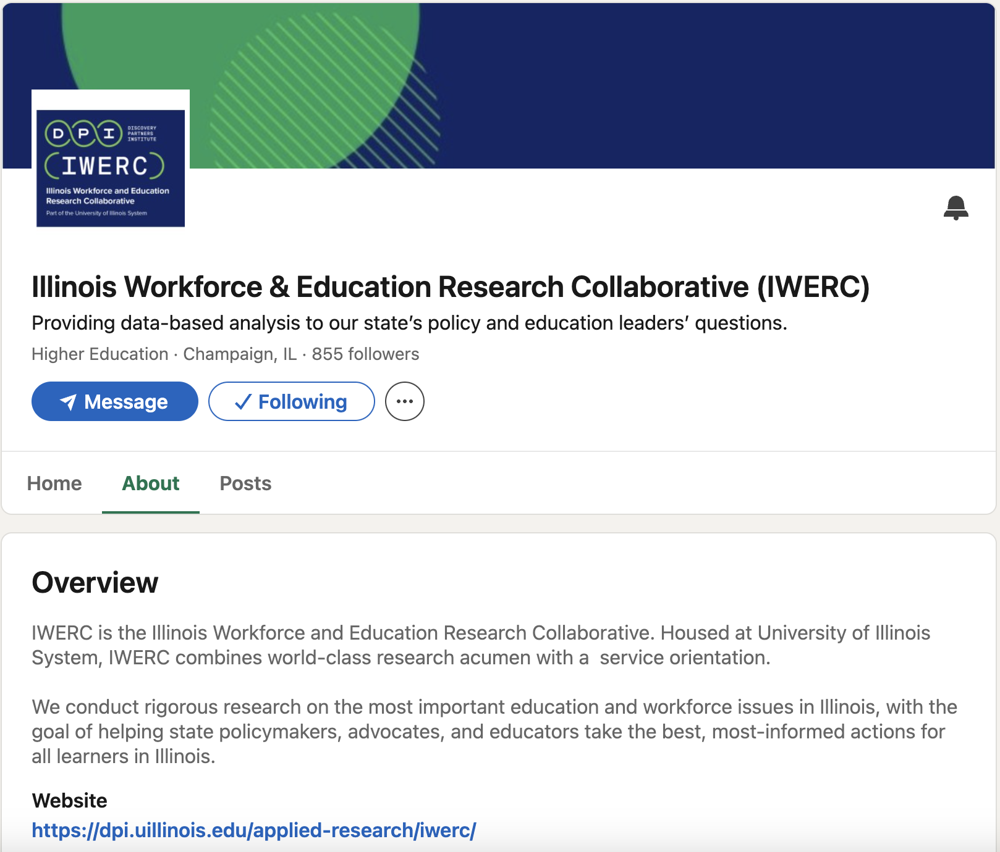 DPI
DISCOVERY
PARTNERS
INSTITUTE
(IWERC)
Illinois Workforce and Education
Research Collaborative
Part of the University of Illinois System
Illinois Workforce & Education Research Collaborative (IWERC)
Providing data-based analysis to our state’s policy and education leaders’ questions.
Higher Education · Champaign, IL · 855 followers
Message
Following
Home
About
Posts
Overview
IWERC is the Illinois Workforce and Education Research Collaborative. Housed at University of Illinois
System, IWERC combines world-class research acumen with a  service orientation.
We conduct rigorous research on the most important education and workforce issues in Illinois, with the
goal of helping state policymakers, advocates, and educators take the best, most-informed actions for
all learners in Illinois.
Website
https://dpi.uillinois.edu/applied-research/iwerc/